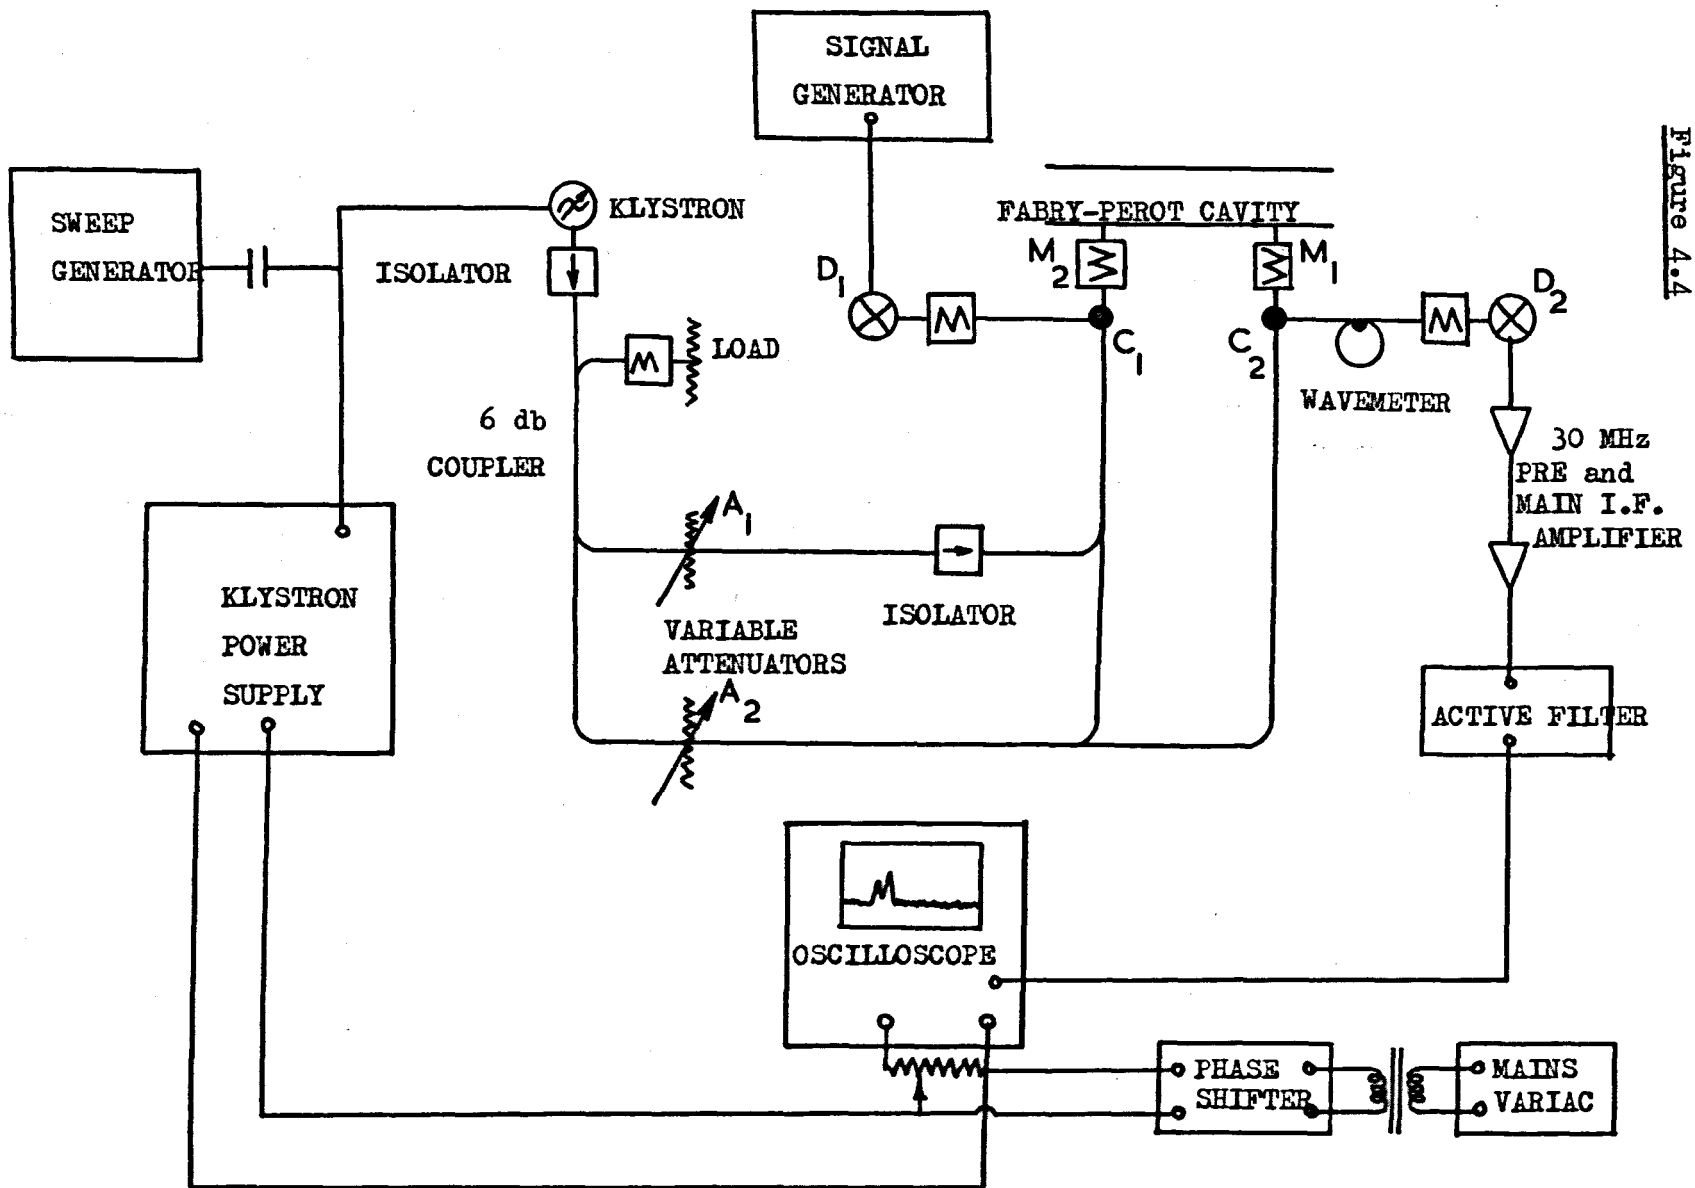 SIGNAL
GENERATOR
Figure 4.4
SWEEP
GENERATOR
KLYSTRON
ISOLATOR
FABRY-PEROT CAVITY
M2
M1
D1
D2
C1
C2
LOAD
WAVEMETER
6 db
COUPLER
30 MHz
PRE and
MAIN I.F.
AMPLIFIER
A1
ISOLATOR
KLYSTRON
POWER
SUPPLY
VARIABLE
ATTENUATORS
A2
ACTIVE FILTER
OSCILLOSCOPE
PHASE
SHIFTER
MAINS
VARIAC